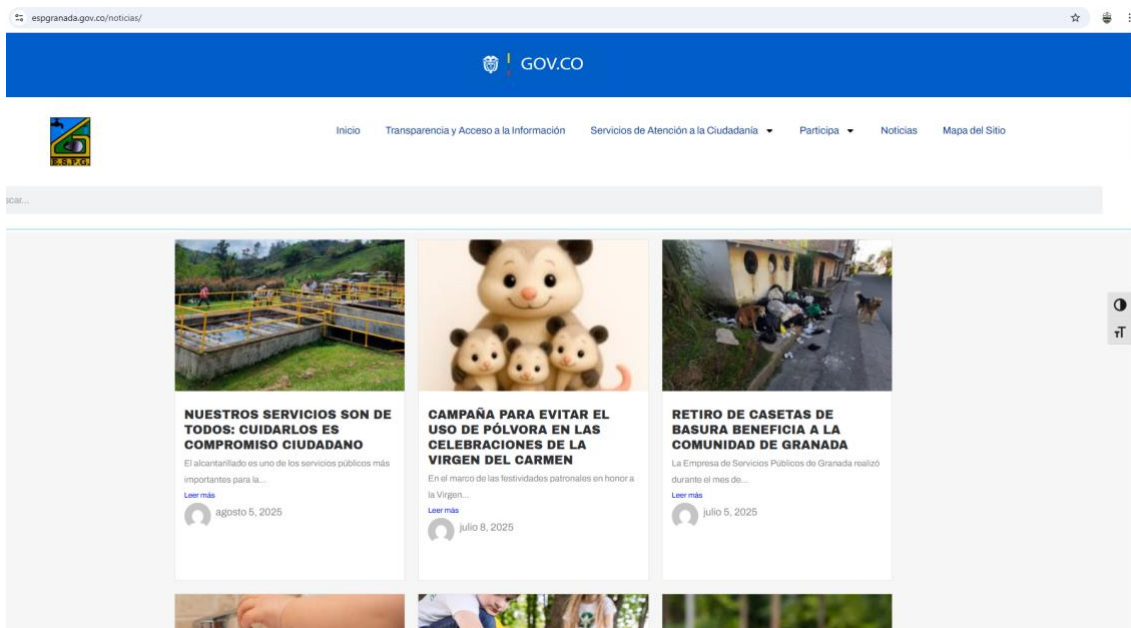 espgranada.gov.co/noticias/
GOV.CO
E.S.P.G.
Inicio Transparencia y Acceso a la Información Servicios de Atención a la Ciudadanía Participa Noticias Mapa del Sitio
scar...
NUESTROS SERVICIOS SON DE
TODOS: CUIDARLOS ES
COMPROMISO CIUDADANO
El alcantarillado es uno de los servicios públicos más
importantes para la...
Leer más
agosto 5, 2025
CAMPAÑA PARA EVITAR EL
USO DE PÓLVORA EN LAS
CELEBRACIONES DE LA
VIRGEN DEL CARMEN
En el marco de las festividades patronales en honor a
la Virgen...
Leer más
julio 8, 2025
RETIRO DE CASETAS DE
BASURA BENEFICIA A LA
COMUNIDAD DE GRANADA
La Empresa de Servicios Públicos de Granada realizó
durante el mes de...
Leer más
julio 5, 2025
TT